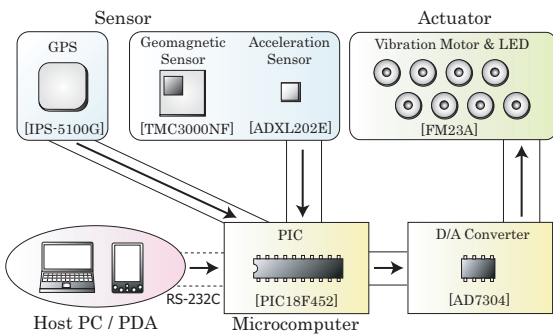 Sensor
Actuator
GPS
[IPS-5100G]
Geomagnetic
Sensor
[TMC3000NF]
Acceleration
Sensor
[ADXL202E]
Vibration Motor & LED
[FM23A]
PIC
[PIC18F452]
Microcomputer
D/A Converter
[AD7304]
RS-232C
Host PC / PDA